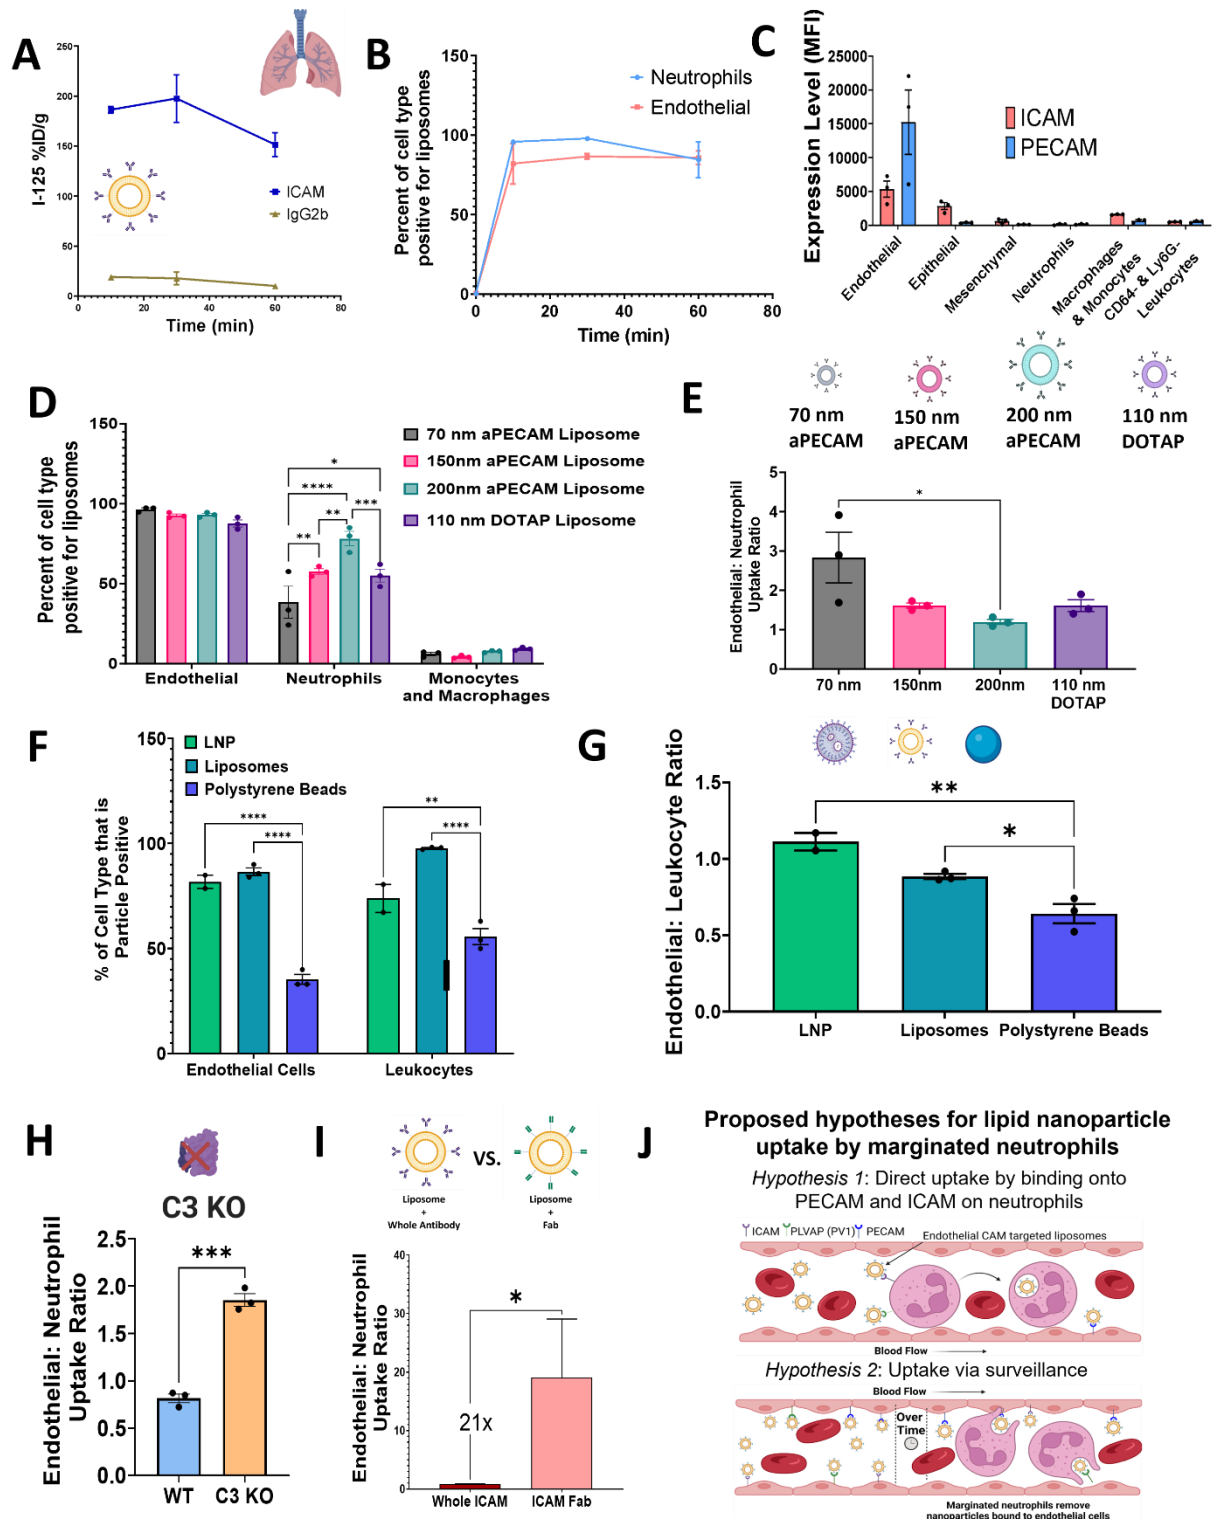 A
I-125 %ID/g
250
200
150
100
50
0
0
20
40
60
80
Time (min)
ICAM
IgG2b
B
Percent of cell type
positive for liposomes
150
100
50
0
0
20
40
60
80
Time (min)
Neutrophils
Endothelial
C
Expression Level (MFI)
25000
20000
15000
10000
5000
0
ICAM
PECAM
Endothelial
Epithelial
Mesenchymal
Neutrophils
Macrophages
& Monocytes
CD64- & Ly6G-
Leukocytes
D
Percent of cell type
positive for liposomes
150
100
50
0
*
****
***
**
**
70 nm aPECAM Liposome
150nm aPECAM Liposome
200nm aPECAM Liposome
110 nm DOTAP Liposome
Endothelial
Neutrophils
Monocytes
and Macrophages
E
70 nm
aPECAM
150 nm
aPECAM
200 nm
aPECAM
110 nm
DOTAP
Endothelial: Neutrophil
Uptake Ratio
5
4
3
2
1
0
*
70 nm
150nm
200nm
110 nm
DOTAP
F
% of Cell Type that is
Particle Positive
150
100
50
0
LNP
Liposomes
Polystyrene Beads
****
****
**
****
Endothelial Cells
Leukocytes
G
Endothelial: Leukocyte Ratio
1.5
1.0
0.5
0.0
**
*
LNP
Liposomes
Polystyrene Beads
H
C3 KO
Endothelial: Neutrophil
Uptake Ratio
2.5
2.0
1.5
1.0
0.5
0.0
***
WT
C3 KO
I
VS.
Liposome
+
Whole Antibody
Liposome
+
Fab
Endothelial: Neutrophil
Uptake Ratio
40
30
20
10
0
*
21x
Whole ICAM
ICAM Fab
J
Proposed hypotheses for lipid nanoparticle
uptake by marginated neutrophils
Hypothesis 1: Direct uptake by binding onto
PECAM and ICAM on neutrophils
ICAM
PLVAP (PV1)
PECAM
Endothelial CAM targeted liposomes
Blood Flow
Hypothesis 2: Uptake via surveillance
Blood Flow
Over
Time
Marginated neutrophils remove
nanoparticles bound to endothelial cells